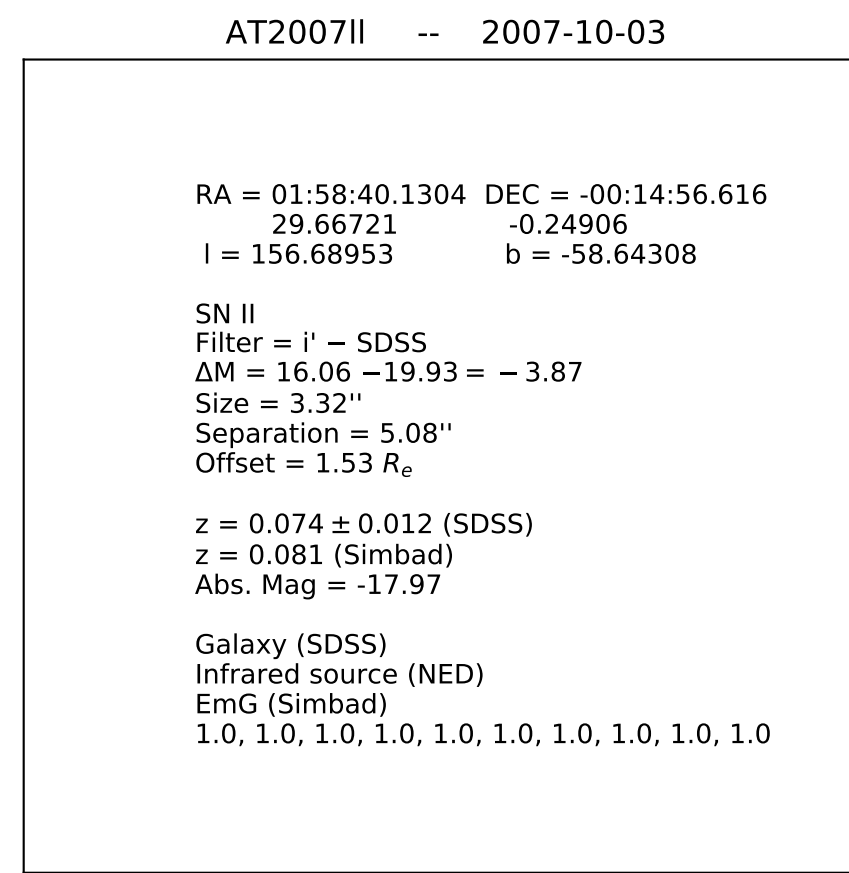 AT2007ll -- 2007-10-03
RA = 01:58:40.1304 DEC = -00:14:56.616
29.66721 -0.24906
l = 156.68953 b = -58.64308
SN II
Filter = i' − SDSS
ΔM = 16.06 −19.93 = − 3.87
Size = 3.32''
Separation = 5.08''
Offset = 1.53 Rₑ
z = 0.074 ± 0.012 (SDSS)
z = 0.081 (Simbad)
Abs. Mag = -17.97
Galaxy (SDSS)
Infrared source (NED)
EmG (Simbad)
1.0, 1.0, 1.0, 1.0, 1.0, 1.0, 1.0, 1.0, 1.0, 1.0